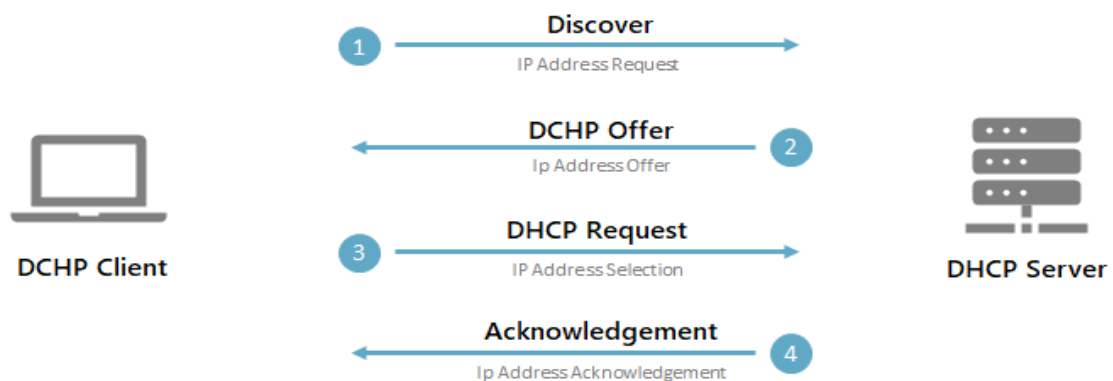 Discover
1
IP Address Request
DCHP Offer
2
Ip Address Offer
DHCP Request
3
IP Address Selection
DCHP Client
DHCP Server
Acknowledgement
4
Ip Address Acknowledgement